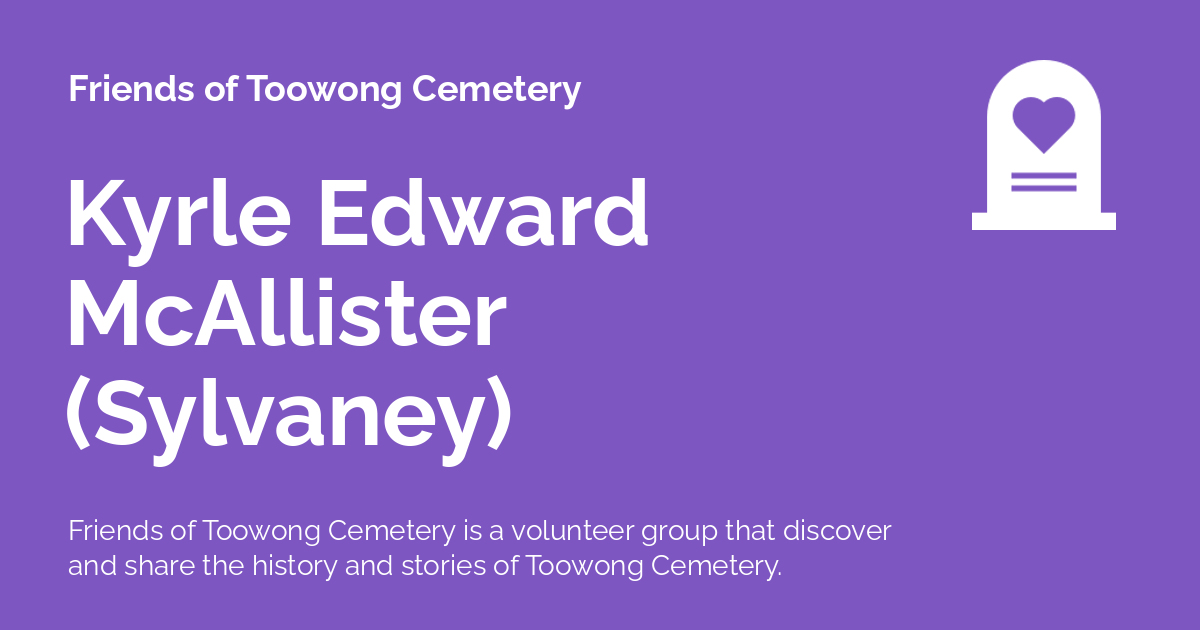 Friends of Toowong Cemetery
Kyrle Edward
McAllister
(Sylvaney)
Friends of Toowong Cemetery is a volunteer group that discover
and share the history and stories of Toowong Cemetery.